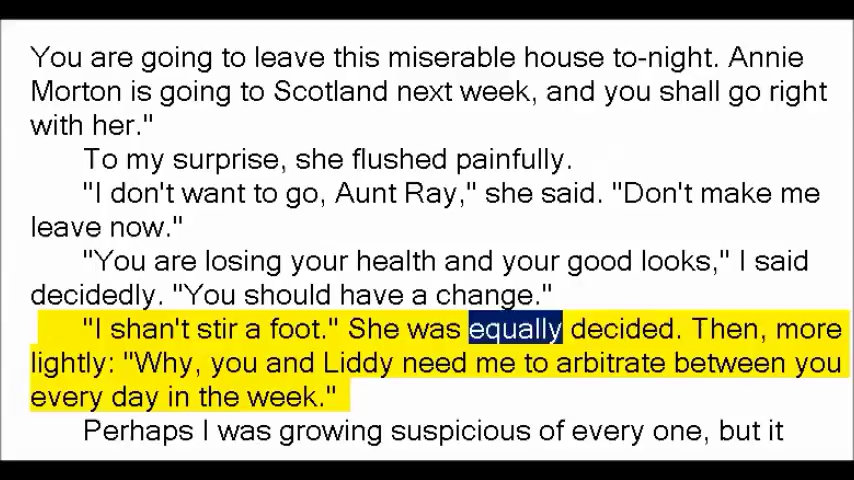 You are going to leave this miserable house to-night. Annie
Morton is going to Scotland next week, and you shall go right
with her."
To my surprise, she flushed painfully.
"I don't want to go, Aunt Ray," she said. "Don't make me
leave now."
"You are losing your health and your good looks," I said
decidedly. "You should have a change."
"I shan't stir a foot." She was equally decided. Then, more
lightly: "Why, you and Liddy need me to arbitrate between you
every day in the week."
Perhaps I was growing suspicious of every one, but it